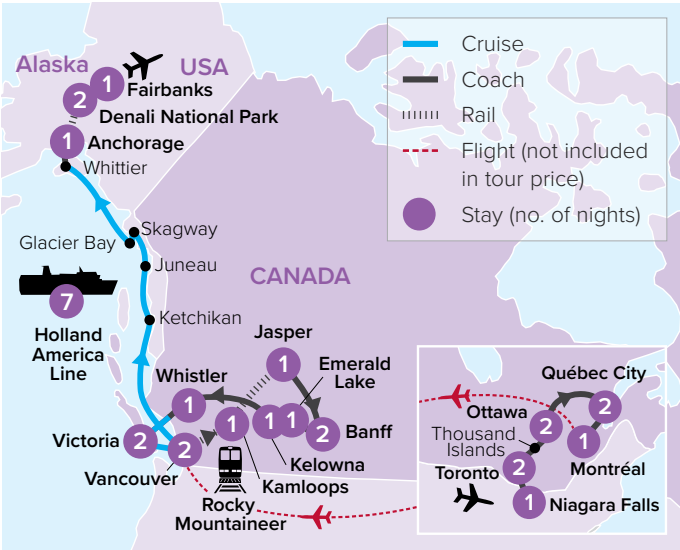 Alaska
USA
1
Fairbanks
2
Denali National Park
1
Anchorage
Whittier
Skagway
Glacier Bay
Juneau
7
Ketchikan
Holland
America
Line
CANADA
Cruise
Coach
Rail
Flight (not included
in tour price)
Stay (no. of nights)
Jasper
1
Emerald
Lake
Whistler
1
1
1
1
2
Banff
Victoria
2
2
Vancouver
Kelowna
Kamloops
Rocky
Mountaineer
Québec City
2
Ottawa
2
1
Thousand
Islands
Montréal
Toronto
2
1
Niagara Falls